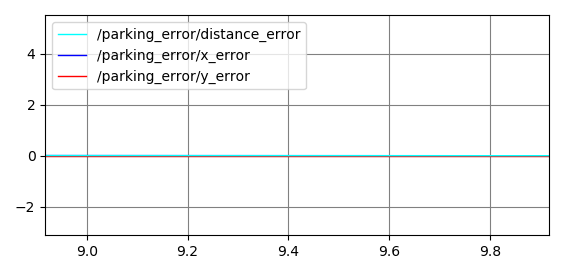 /parking_error/distance_error
/parking_error/x_error
/parking_error/y_error
4
2
0
−2
9.0 9.2 9.4 9.6 9.8